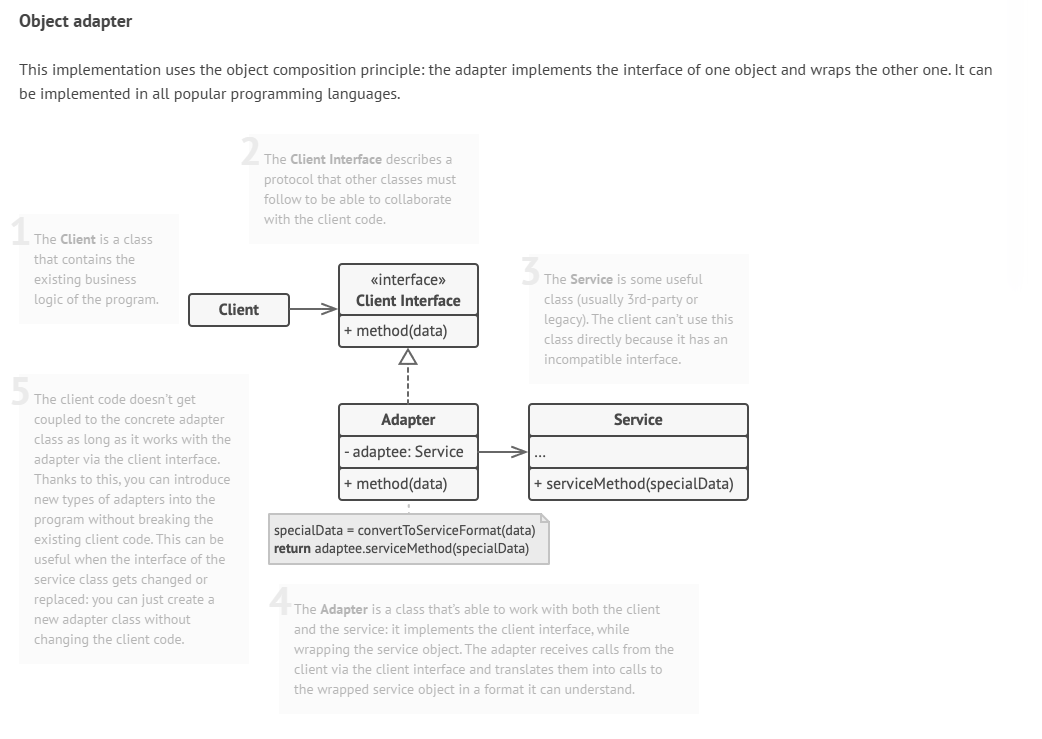 Object adapter
This implementation uses the object composition principle: the adapter implements the interface of one object and wraps the other one. It can
be implemented in all popular programming languages.
2
The Client Interface describes a
protocol that other classes must
follow to be able to collaborate
with the client code.
1
The Client is a class
that contains the
existing business
logic of the program.
Client
«interface»
Client Interface
+ method(data)
3
The Service is some useful
class (usually 3rd-party or
legacy). The client can't use this
class directly because it has an
incompatible interface.
5
The client code doesn't get
coupled to the concrete adapter
class as long as it works with the
adapter via the client interface.
Thanks to this, you can introduce
new types of adapters into the
program without breaking the
existing client code. This can be
useful when the interface of the
service class gets changed or
replaced: you can just create a
new adapter class without
changing the client code.
Adapter
- adaptee: Service
+ method(data)
Service
...
+ serviceMethod(specialData)
specialData = convertToServiceFormat(data)
return adaptee.serviceMethod(specialData)
4
The Adapter is a class that's able to work with both the client
and the service: it implements the client interface, while
wrapping the service object. The adapter receives calls from the
client via the client interface and translates them into calls to
the wrapped service object in a format it can understand.